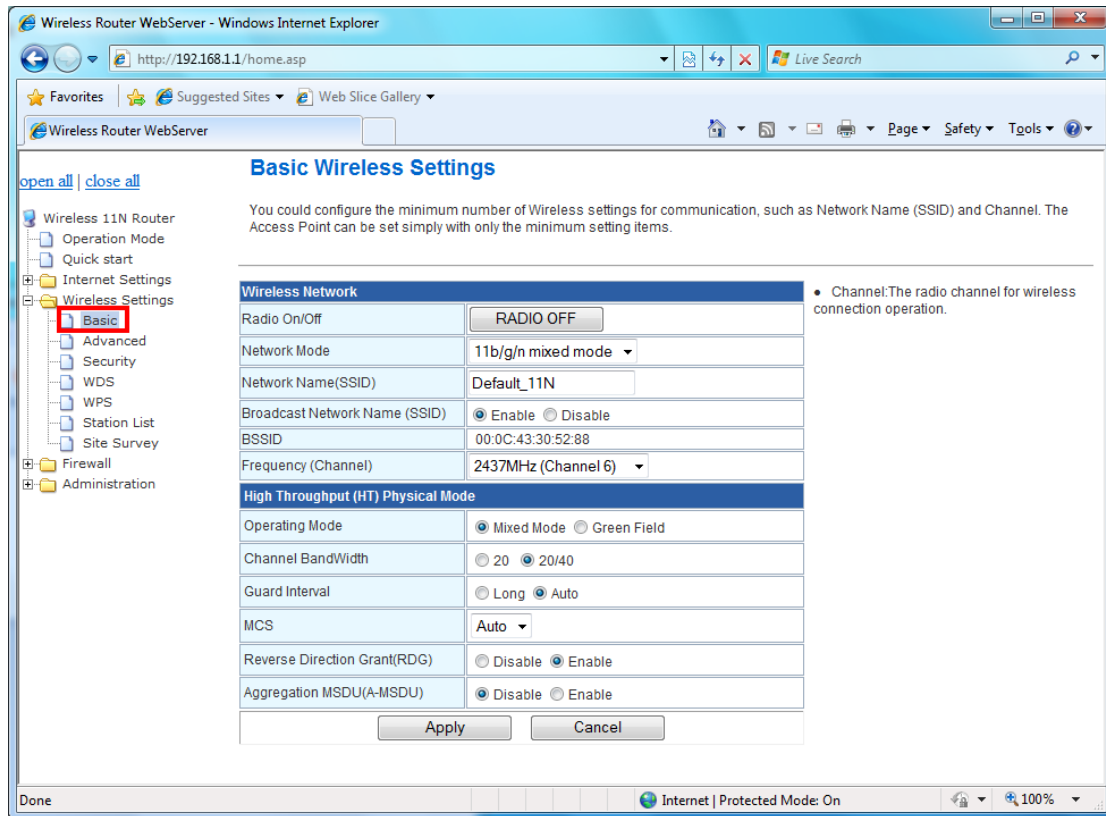 Wireless Router WebServer - Windows Internet Explorer
http://192.168.1.1/home.asp
Live Search
Favorites
Suggested Sites
Web Slice Gallery
Wireless Router WebServer
Page
Safety
Tools
open all | close all
Wireless 11N Router
Operation Mode
Quick start
Internet Settings
Wireless Settings
Basic
Advanced
Security
WDS
WPS
Station List
Site Survey
Firewall
Administration
Basic Wireless Settings
You could configure the minimum number of Wireless settings for communication, such as Network Name (SSID) and Channel. The
Access Point can be set simply with only the minimum setting items.
Wireless Network
Radio On/Off RADIO OFF
Network Mode 11b/g/n mixed mode
Network Name(SSID) Default_11N
Broadcast Network Name (SSID) Enable Disable
BSSID 00:0C:43:30:52:88
Frequency (Channel) 2437MHz (Channel 6)
High Throughput (HT) Physical Mode
Operating Mode Mixed Mode Green Field
Channel BandWidth 20 20/40
Guard Interval Long Auto
MCS Auto
Reverse Direction Grant(RDG) Disable Enable
Aggregation MSDU(A-MSDU) Disable Enable
Apply Cancel
• Channel:The radio channel for wireless
connection operation.
Done
Internet | Protected Mode: On
100%